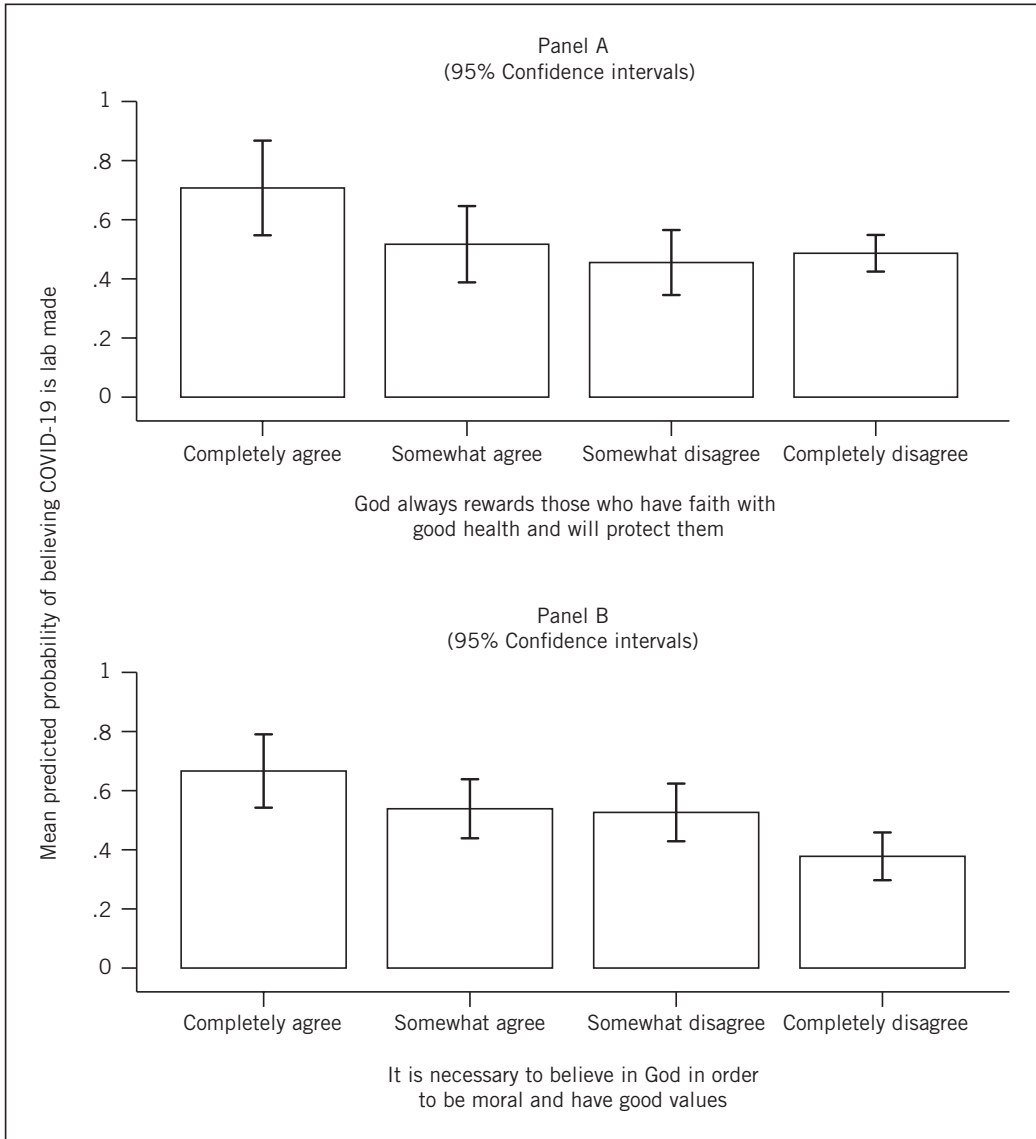 Mean predicted probability of believing COVID-19 is lab made
Panel A
(95% Confidence intervals)
1
.8
.6
.4
.2
0
Completely agree
Somewhat agree
Somewhat disagree
Completely disagree
God always rewards those who have faith with
good health and will protect them
Panel B
(95% Confidence intervals)
1
.8
.6
.4
.2
0
Completely agree
Somewhat agree
Somewhat disagree
Completely disagree
It is necessary to believe in God in order
to be moral and have good values